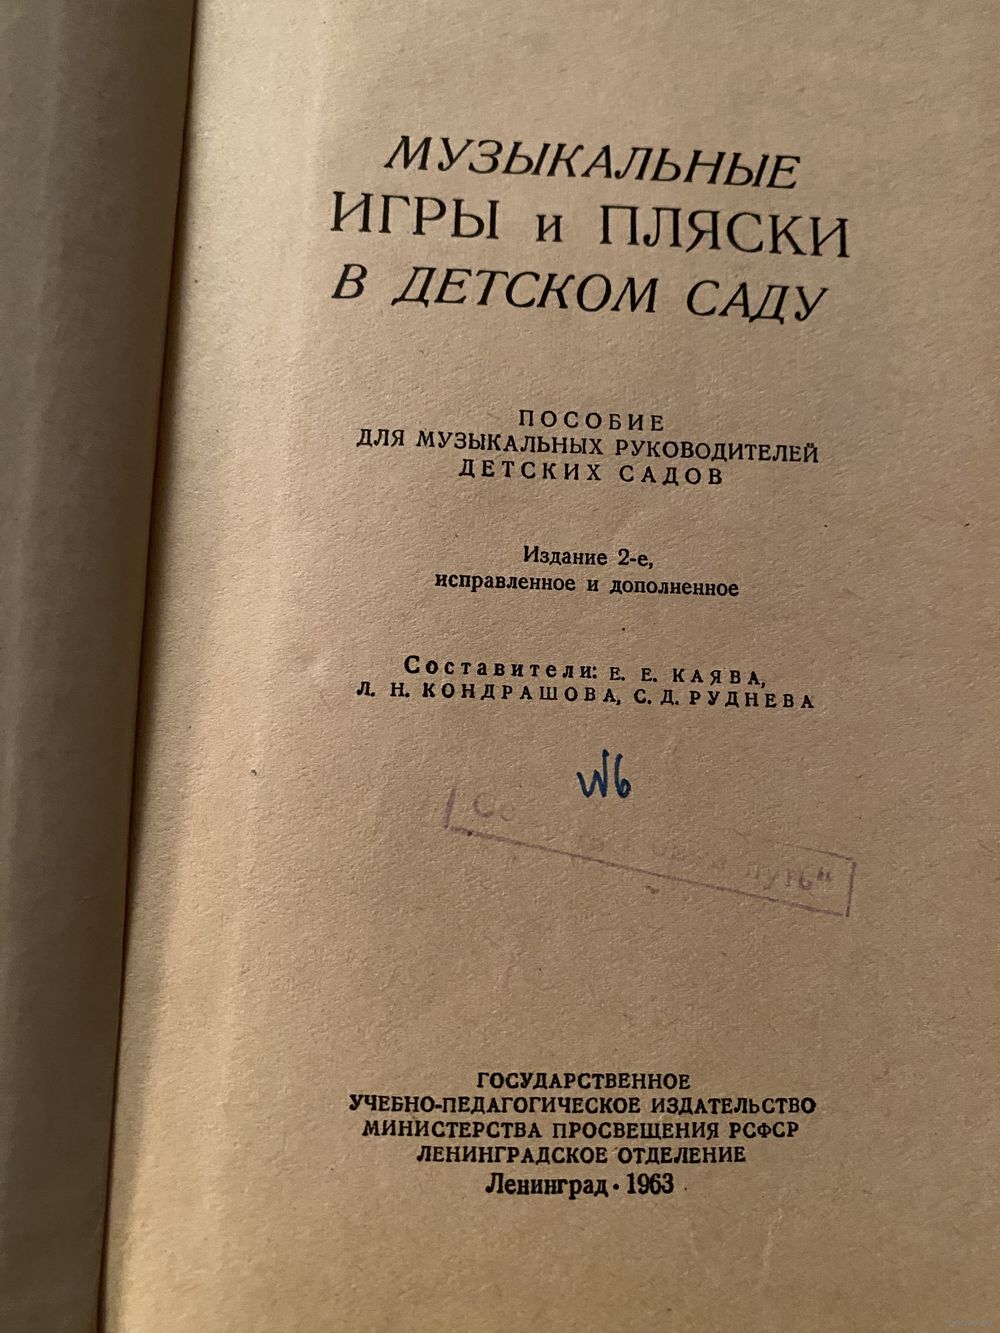 МУЗЫКАЛЬНЫЕ
ИГРЫ и ПЛЯСКИ
В ДЕТСКОМ САДУ
ПОСОБИЕ
ДЛЯ МУЗЫКАЛЬНЫХ РУКОВОДИТЕЛЕЙ
ДЕТСКИХ САДОВ
Издание 2-е,
исправленное и дополненное
Составители: Е. Е. КАЯВА,
Л. Н. КОНДРАШОВА, С. Д. РУДНЕВА
путь"
ГОСУДАРСТВЕННОЕ
УЧЕБНО-ПЕДАГОГИЧЕСКОЕ ИЗДАТЕЛЬСТВО
МИНИСТЕРСТВА ПРОСВЕЩЕНИЯ РСФСР
ЛЕНИНГРАДСКОЕ ОТДЕЛЕНИЕ
Ленинград • 1963